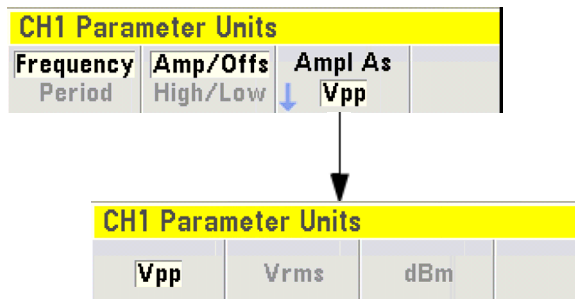 CH1 Parameter Units
Frequency Amp/Offs Ampl As
Period High/Low Vpp
CH1 Parameter Units
Vpp Vrms dBm